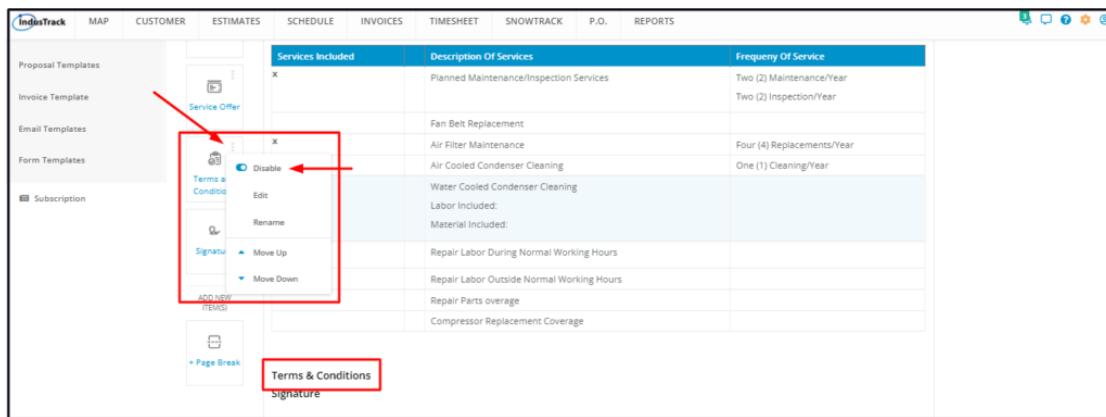 IndusTrack MAP CUSTOMER ESTIMATES SCHEDULE INVOICES TIMESHEET SNOWTRACK P.O. REPORTS 3
Proposal Templates
Invoice Template
Email Templates
Form Templates
Subscription
Service Offer
Terms a
Conditio
Signatu
ADD NEW
ITEM(S)
+ Page Break
Disable
Edit
Rename
Move Up
Move Down
Services Included Description Of Services Frequeny Of Service
x Planned Maintenance/Inspection Services Two (2) Maintenance/Year
Two (2) Inspection/Year
Fan Belt Replacement
x Air Filter Maintenance Four (4) Replacements/Year
Air Cooled Condenser Cleaning One (1) Cleaning/Year
Water Cooled Condenser Cleaning
Labor Included:
Material Included:
Repair Labor During Normal Working Hours
Repair Labor Outside Normal Working Hours
Repair Parts overage
Compressor Replacement Coverage
Terms & Conditions
Signature